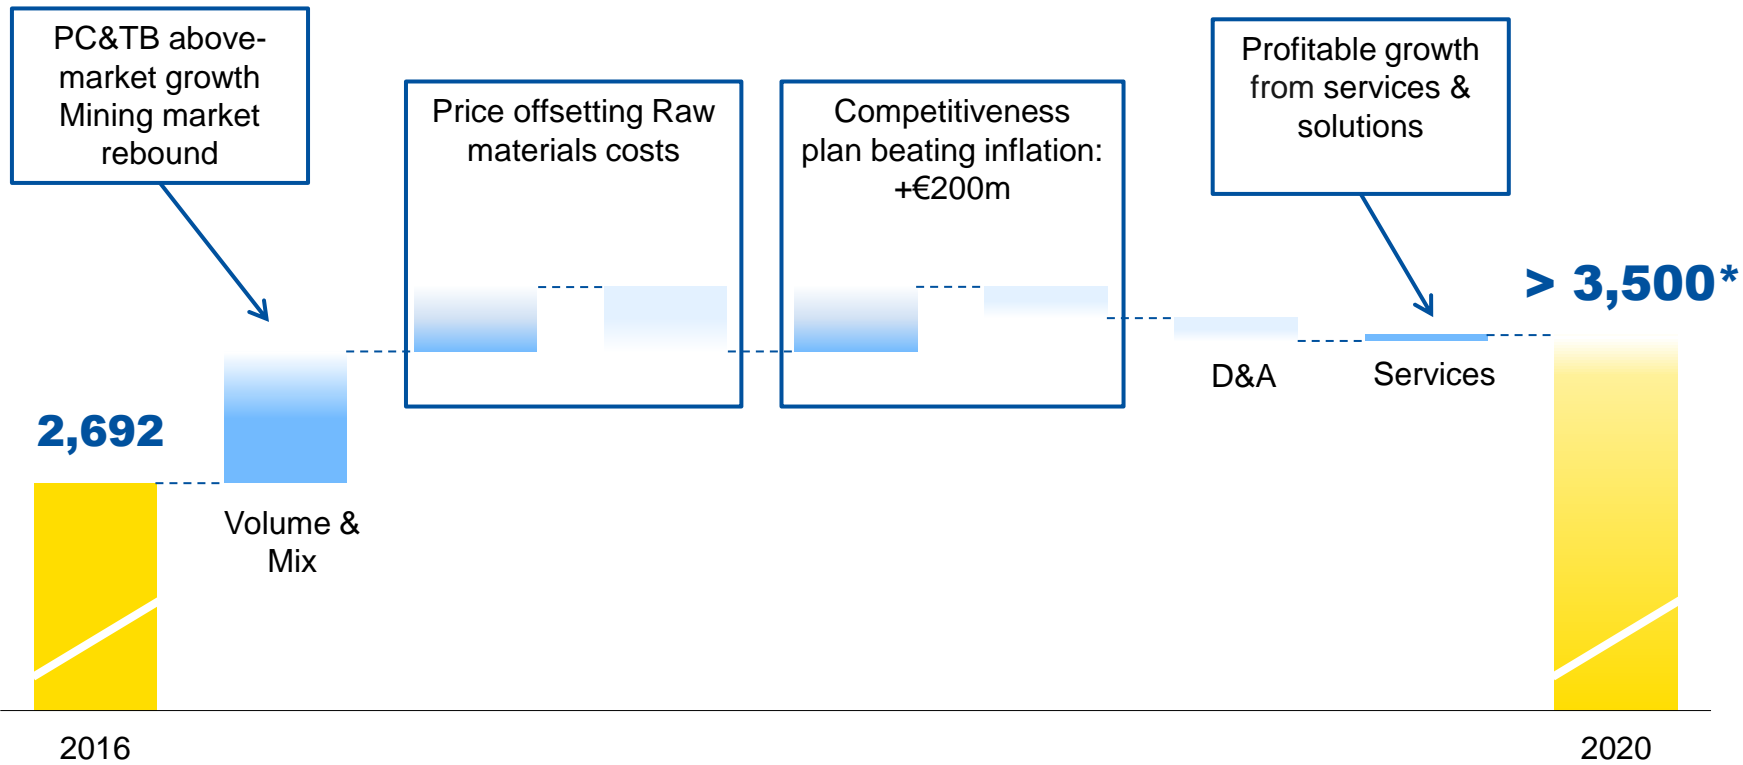 PC&TB above-
market growth
Mining market
rebound
Price offsetting Raw
materials costs
Competitiveness
plan beating inflation:
+€200m
Profitable growth
from services &
solutions
> 3,500*
2,692
Volume &
Mix
D&A
Services
2016
2020